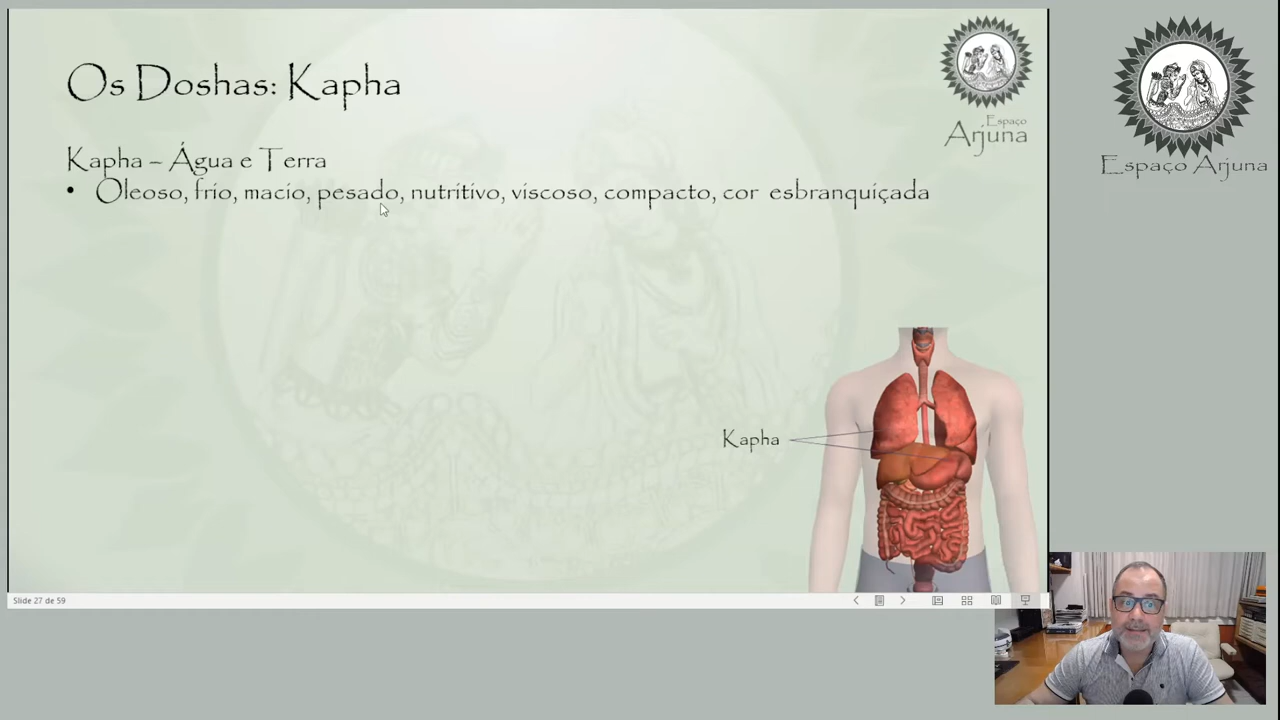 Os Doshas: Kapha
Espaço
Arjuna
Espaço Arjuna
Kapha – Água e Terra
• Oleoso, frio, macio, pesado, nutritivo, viscoso, compacto, cor esbranquiçada
Kapha
Slide 27 de 59